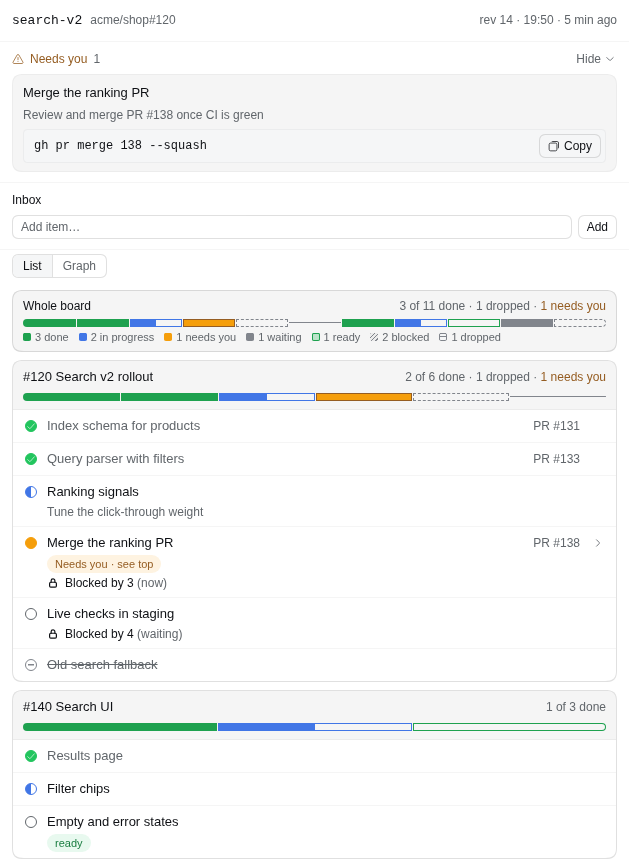 search-v2 acme/shop#120 rev 14 · 19:50 · 5 min ago
Needs you 1 Hide
Merge the ranking PR
Review and merge PR #138 once CI is green
gh pr merge 138 --squash Copy
Inbox
Add item… Add
List Graph
Whole board 3 of 11 done · 1 dropped · 1 needs you
3 done 2 in progress 1 needs you 1 waiting 1 ready 2 blocked 1 dropped
#120 Search v2 rollout 2 of 6 done · 1 dropped · 1 needs you
Index schema for products PR #131
Query parser with filters PR #133
Ranking signals
Tune the click-through weight
Merge the ranking PR PR #138
Needs you · see top
Blocked by 3 (now)
Live checks in staging
Blocked by 4 (waiting)
Old search fallback
#140 Search UI 1 of 3 done
Results page
Filter chips
Empty and error states
ready